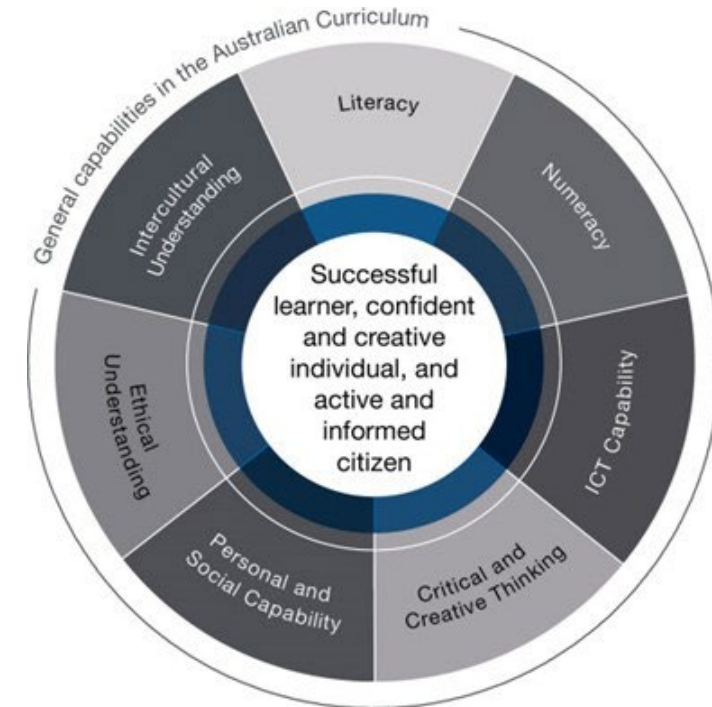 General capabilities in the Australian Curriculum
Literacy
Numeracy
ICT Capability
Critical and
Creative Thinking
Personal and
Social Capability
Ethical
Understanding
Intercultural
Understanding
Successful
learner, confident
and creative
individual, and
active and
informed
citizen